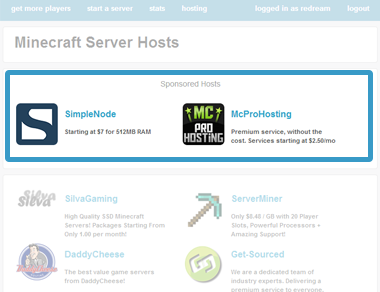 get more players start a server stats hosting logged in as redream logout
Minecraft Server Hosts
Sponsored Hosts
SimpleNode
Starting at $7 for 512MB RAM
MC
PRO
HOSTING
McProHosting
Premium service, without the
cost. Services starting at $2.50/mo
Silva
silva
SilvaGaming
High Quality SSD Minecraft
Servers! Packages Starting From
Only 1.00 per month!
ServerMiner
Only $0.40 / GB with 20 Player
Slots, Powerful Processors +
Amazing Support!
DaddyCheese
The best value game servers
from DaddyCheese!
Get-Sourced
We are a dedicated team of
industry experts. Delivering a
premium service to everyone.